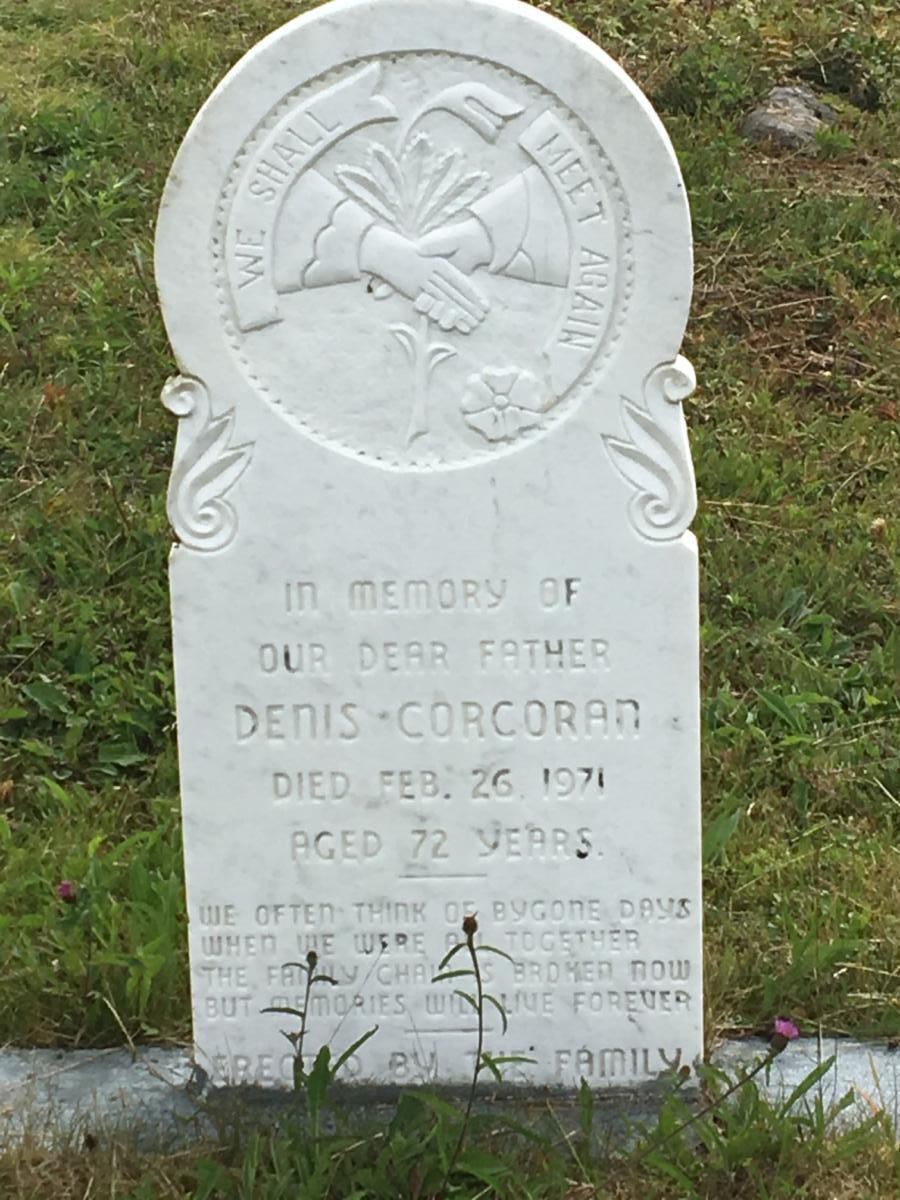 WE SHALL
MEET AGAIN
IN MEMORY OF
OUR DEAR FATHER
DENIS CORCORAN
DIED FEB. 26. 1971
AGED 72 YEARS.
WE OFTEN THINK OF BYGONE DAYS
WHEN WE WERE ALL TOGETHER
THE FAMILY CHAIN IS BROKEN NOW
BUT MEMORIES WILL LIVE FOREVER
ERECTED BY THE FAMILY.